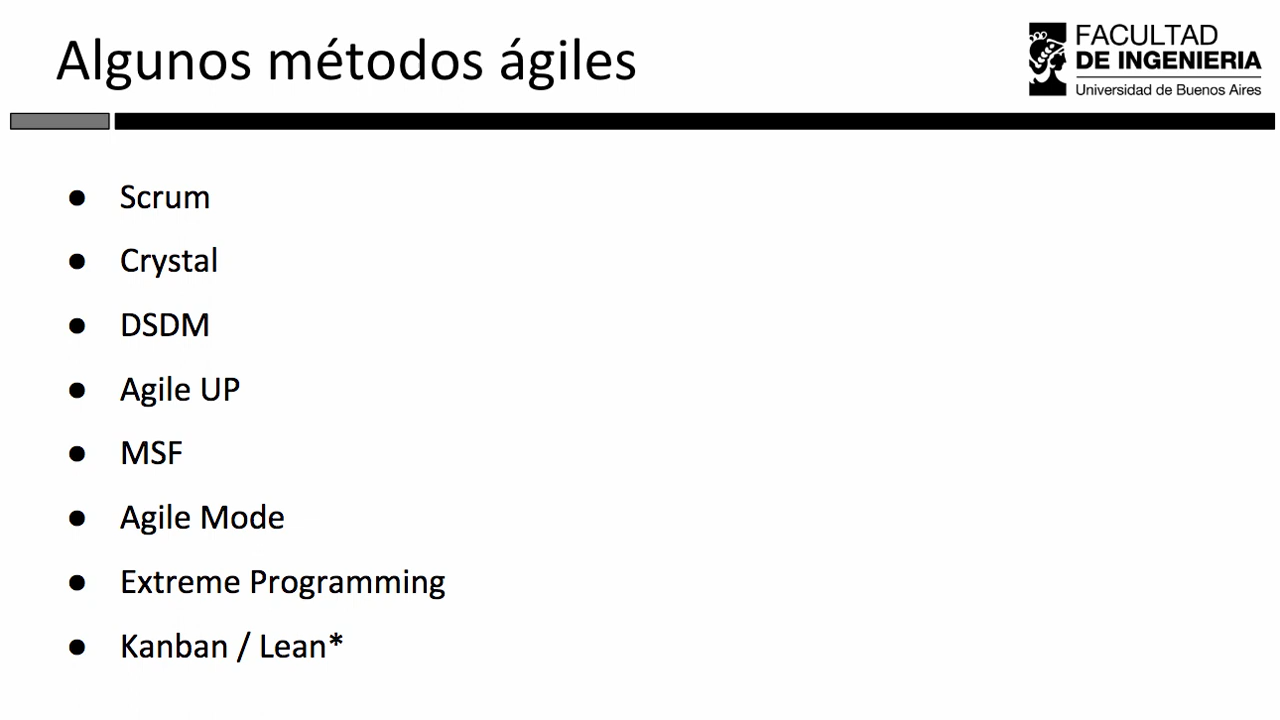 Algunos métodos ágiles
FACULTAD
DE INGENIERIA
Universidad de Buenos Aires
● Scrum
● Crystal
● DSDM
● Agile UP
● MSF
● Agile Mode
● Extreme Programming
● Kanban / Lean*